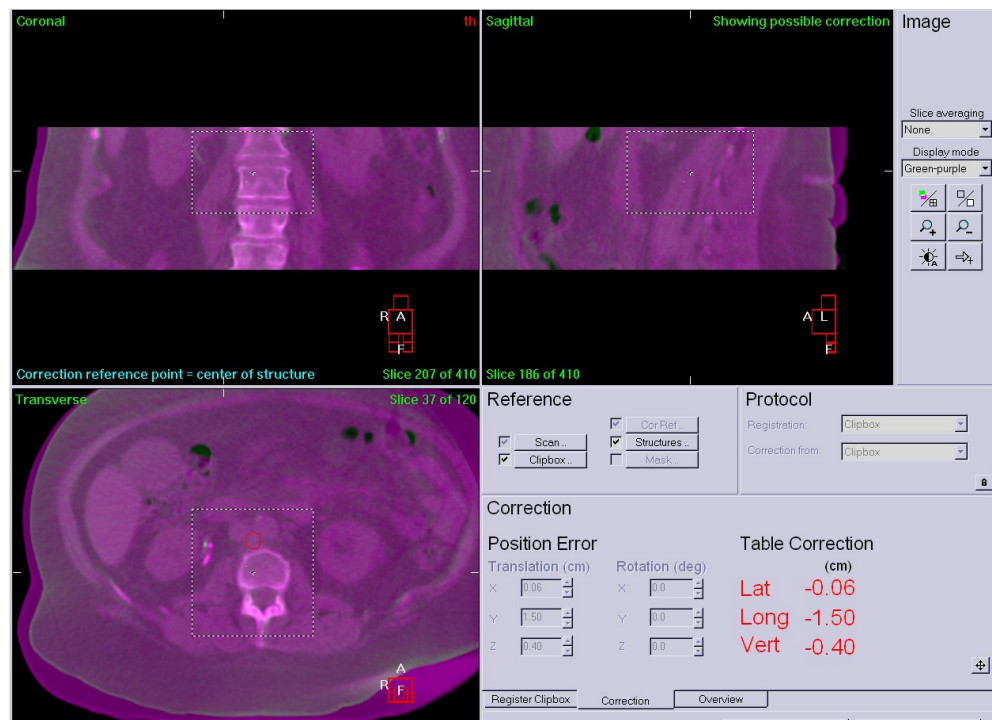 Coronal
th
Sagittal
Showing possible correction
Image
Slice averaging
None
Display mode
Green-purple
A
R A
F
A L
F
Correction reference point = center of structure
Slice 207 of 410
Slice 186 of 410
Transverse
Slice 37 of 120
A
R F
Reference
Scan ..
Clipbox ..
Cor Ref ..
Structures ..
Mask ..
Protocol
Registration:
Clipbox
Correction from:
Clipbox
Correction
Position Error
Translation (cm)
Rotation (deg)
X 0.06
X 0.0
Y 1.50
Y 0.0
Z 0.40
Z 0.0
Table Correction
(cm)
Lat -0.06
Long -1.50
Vert -0.40
Register Clipbox
Correction
Overview